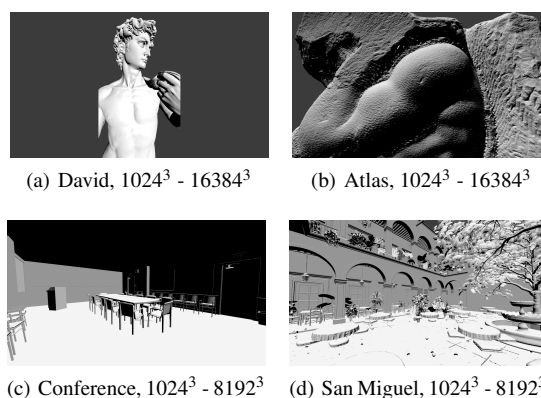 (a) David, 1024³ - 16384³
(b) Atlas, 1024³ - 16384³
(c) Conference, 1024³ - 8192³
(d) San Miguel, 1024³ - 8192³